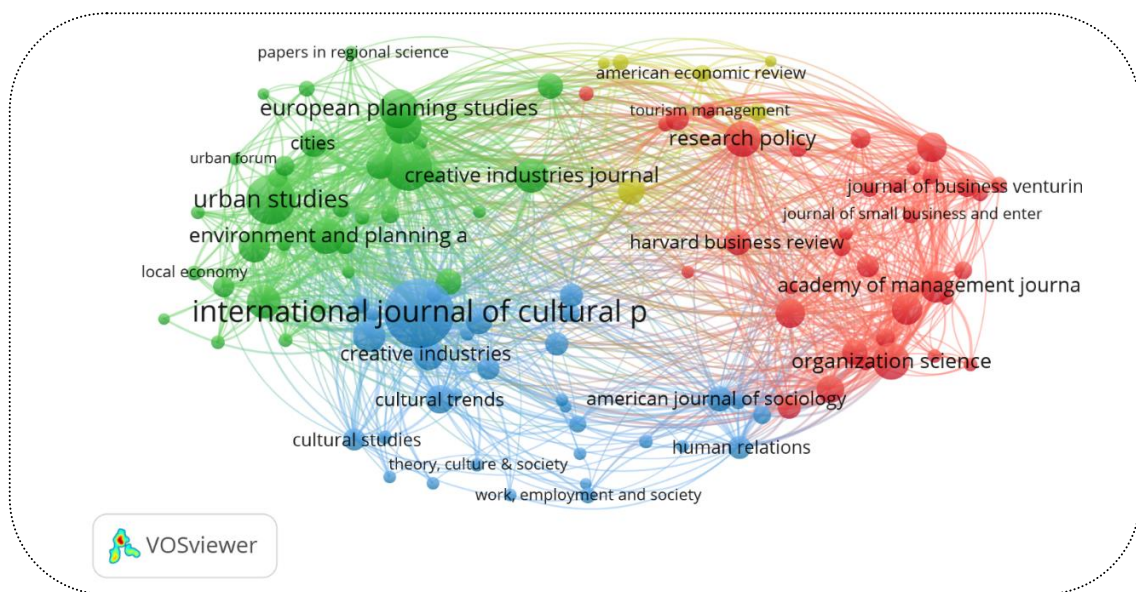 papers in regional science
american economic review
european planning studies
tourism management
research policy
cities
urban forum
creative industries journal
journal of business venturin
urban studies
journal of small business and enter
environment and planning a
harvard business review
local economy
academy of management journa
international journal of cultural p
creative industries
organization science
cultural trends
american journal of sociology
cultural studies
human relations
theory, culture & society
work, employment and society
VOSviewer